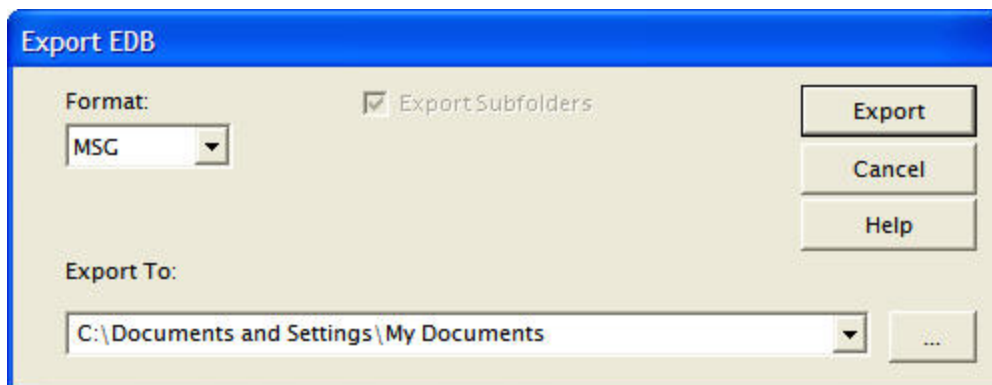 Export EDB
Format:
Export Subfolders
Export
MSG
Cancel
Help
Export To:
C:\Documents and Settings\My Documents
...